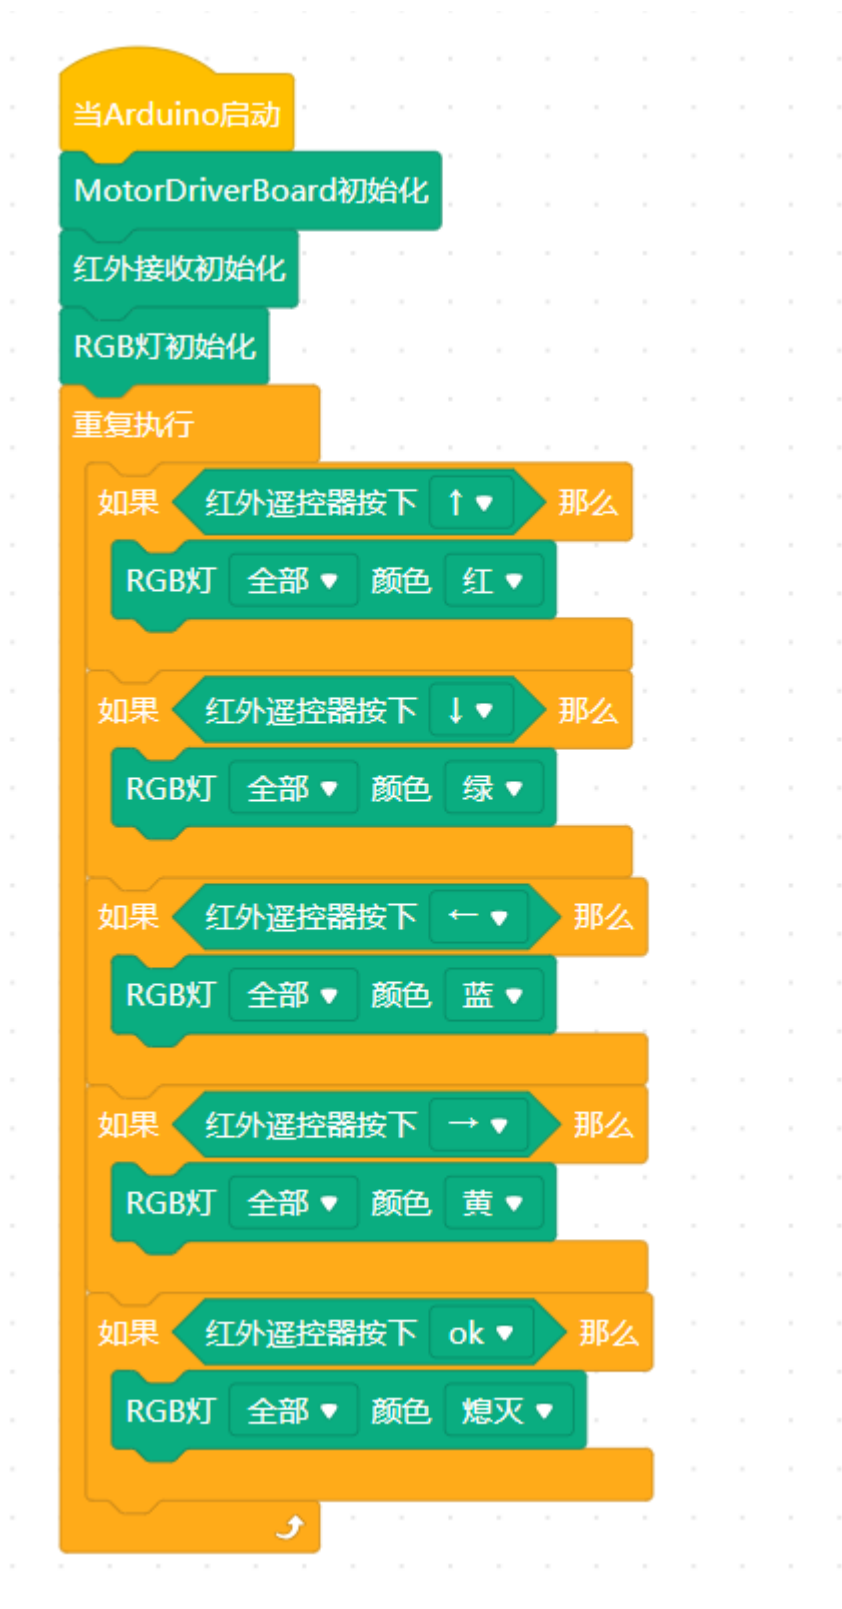 当Arduino启动
MotorDriverBoard初始化
红外接收初始化
RGB灯初始化
重复执行
如果 红外遥控器按下 ↑ 那么
RGB灯 全部 颜色 红
如果 红外遥控器按下 ↓ 那么
RGB灯 全部 颜色 绿
如果 红外遥控器按下 ← 那么
RGB灯 全部 颜色 蓝
如果 红外遥控器按下 → 那么
RGB灯 全部 颜色 黄
如果 红外遥控器按下 ok 那么
RGB灯 全部 颜色 熄灭